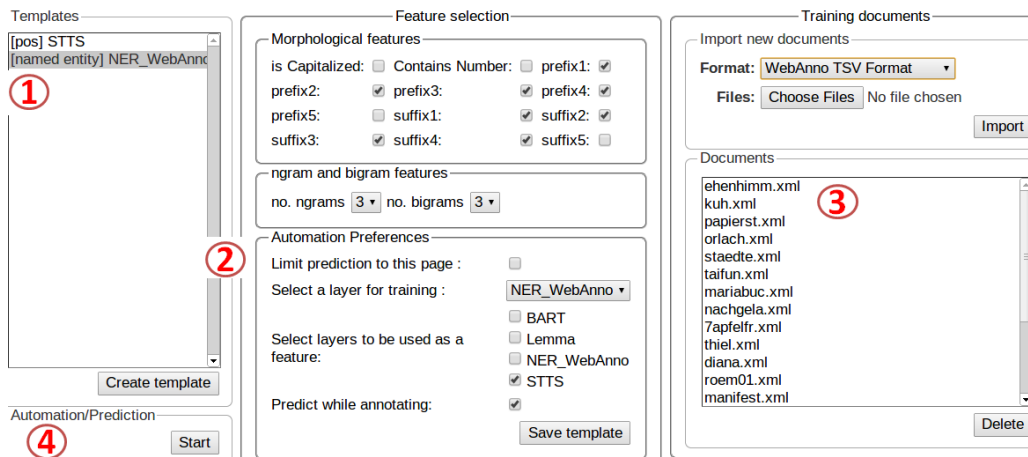 Templates
[pos] STTS
[named entity] NER_WebAnno
1
Create template
Automation/Prediction
4
Start
Feature selection
Morphological features
is Capitalized: Contains Number: prefix1:
prefix2: prefix3: prefix4:
prefix5: suffix1: suffix2:
suffix3: suffix4: suffix5:
ngram and bigram features
no. ngrams 3 no. bigrams 3
2
Automation Preferences
Limit prediction to this page :
Select a layer for training : NER_WebAnno
Select layers to be used as a
feature:
BART
Lemma
NER_WebAnno
STTS
Predict while annotating:
Save template
Training documents
Import new documents
Format: WebAnno TSV Format
Files: Choose Files No file chosen
Import
Documents
3
ehenhimm.xml
kuh.xml
papierst.xml
orlach.xml
staedte.xml
taifun.xml
mariabuc.xml
nachgela.xml
7apfelfr.xml
thiel.xml
diana.xml
roem01.xml
manifest.xml
Delete